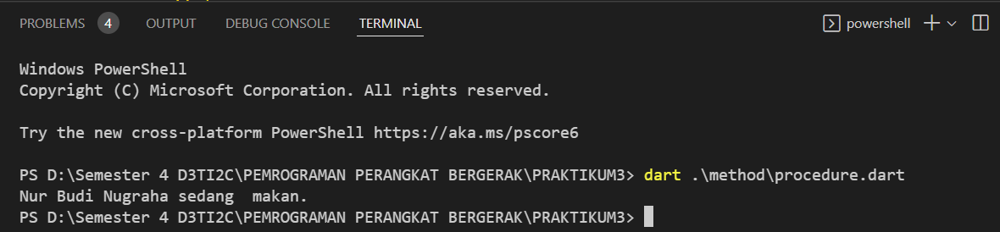 PROBLEMS 4 OUTPUT DEBUG CONSOLE TERMINAL powershell
Windows PowerShell
Copyright (C) Microsoft Corporation. All rights reserved.
Try the new cross-platform PowerShell https://aka.ms/pscore6
PS D:\Semester 4 D3TI2C\PEMROGRAMAN PERANGKAT BERGERAK\PRAKTIKUM3> dart .\method\procedure.dart
Nur Budi Nugraha sedang  makan.
PS D:\Semester 4 D3TI2C\PEMROGRAMAN PERANGKAT BERGERAK\PRAKTIKUM3>